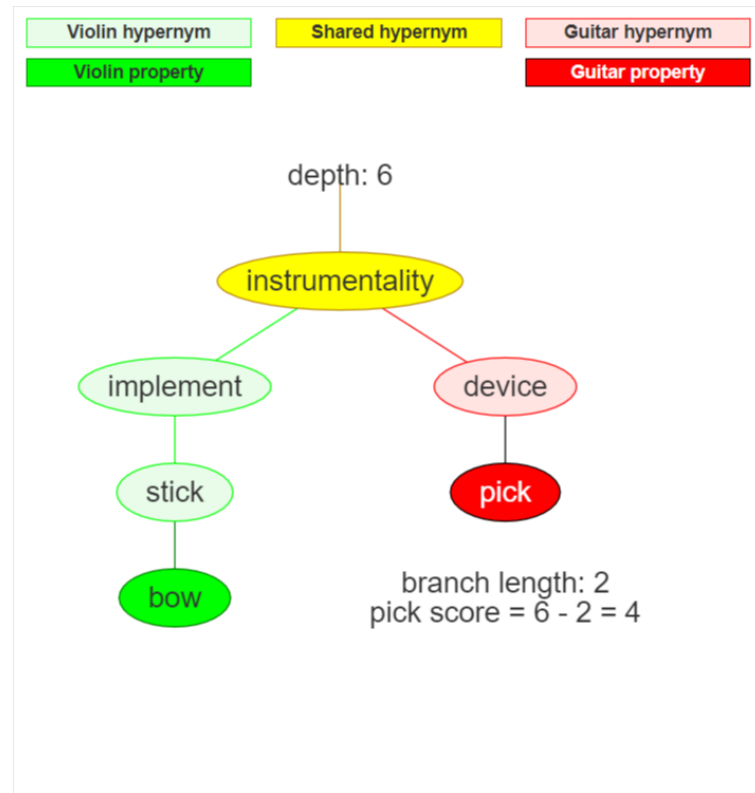 Violin hypernym
Shared hypernym
Guitar hypernym
Violin property
Guitar property
depth: 6
instrumentality
implement
device
stick
pick
bow
branch length: 2
pick score = 6 - 2 = 4